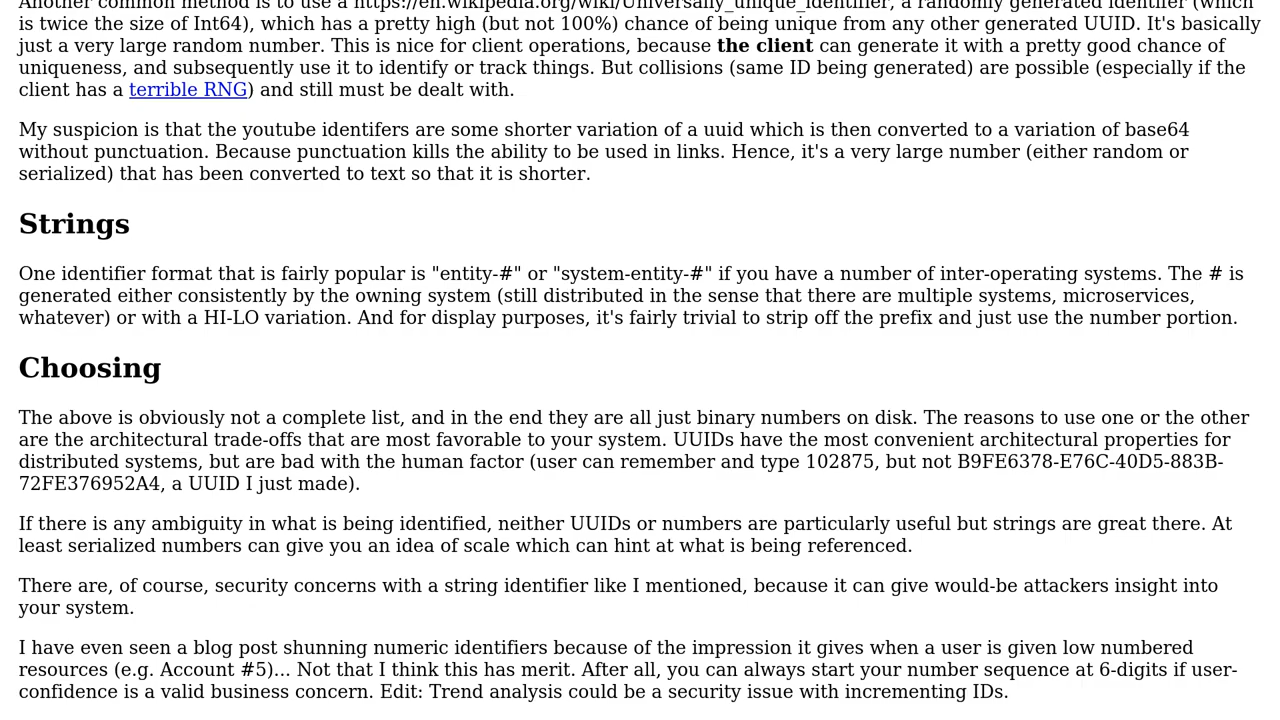 Another common method is to use a https://en.wikipedia.org/wiki/Universally_unique_identifier, a randomly generated identifier (which
is twice the size of Int64), which has a pretty high (but not 100%) chance of being unique from any other generated UUID. It's basically
just a very large random number. This is nice for client operations, because the client can generate it with a pretty good chance of
uniqueness, and subsequently use it to identify or track things. But collisions (same ID being generated) are possible (especially if the
client has a terrible RNG) and still must be dealt with.
My suspicion is that the youtube identifers are some shorter variation of a uuid which is then converted to a variation of base64
without punctuation. Because punctuation kills the ability to be used in links. Hence, it's a very large number (either random or
serialized) that has been converted to text so that it is shorter.
Strings
One identifier format that is fairly popular is "entity-#" or "system-entity-#" if you have a number of inter-operating systems. The # is
generated either consistently by the owning system (still distributed in the sense that there are multiple systems, microservices,
whatever) or with a HI-LO variation. And for display purposes, it's fairly trivial to strip off the prefix and just use the number portion.
Choosing
The above is obviously not a complete list, and in the end they are all just binary numbers on disk. The reasons to use one or the other
are the architectural trade-offs that are most favorable to your system. UUIDs have the most convenient architectural properties for
distributed systems, but are bad with the human factor (user can remember and type 102875, but not B9FE6378-E76C-40D5-883B-
72FE376952A4, a UUID I just made).
If there is any ambiguity in what is being identified, neither UUIDs or numbers are particularly useful but strings are great there. At
least serialized numbers can give you an idea of scale which can hint at what is being referenced.
There are, of course, security concerns with a string identifier like I mentioned, because it can give would-be attackers insight into
your system.
I have even seen a blog post shunning numeric identifiers because of the impression it gives when a user is given low numbered
resources (e.g. Account #5)... Not that I think this has merit. After all, you can always start your number sequence at 6-digits if user-
confidence is a valid business concern. Edit: Trend analysis could be a security issue with incrementing IDs.